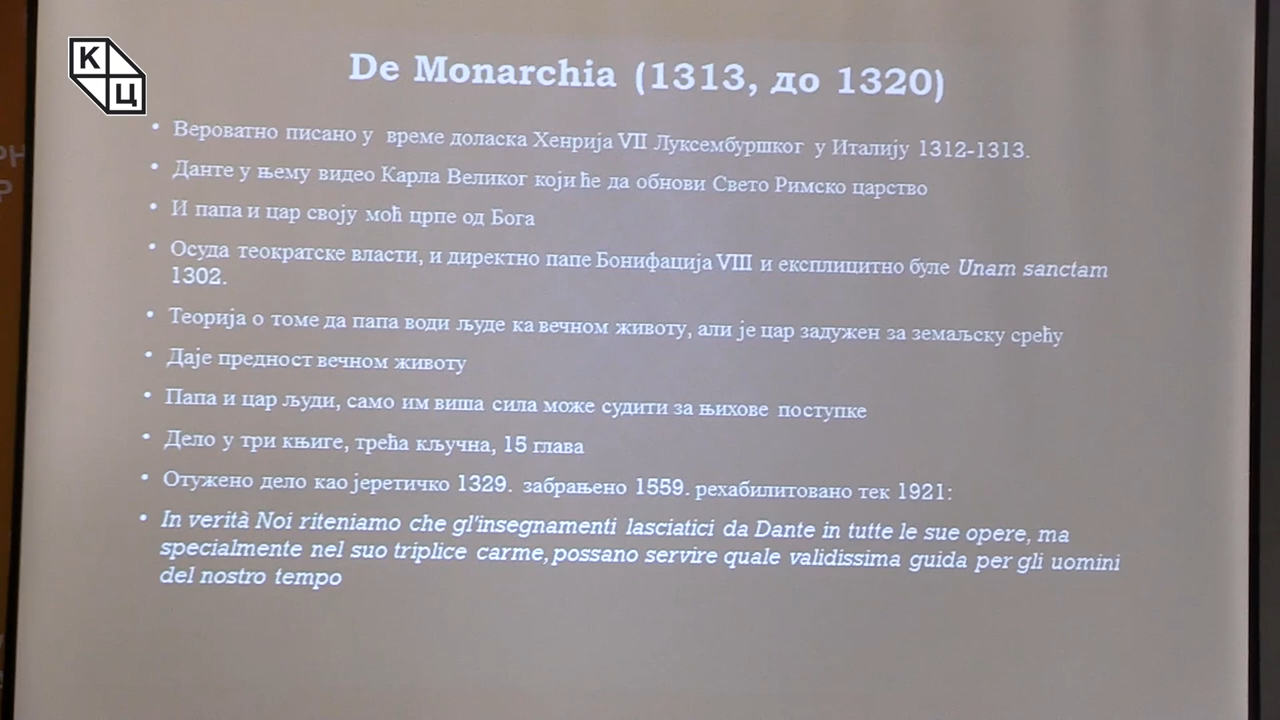 К
Ц
РН
Р
De Monarchia (1313, до 1320)
• Вероватно писано у време доласка Хенрија VII Луксембуршког у Италију 1312-1313.
• Данте у њему видео Карла Великог који ће да обнови Свето Римско царство
• И папа и цар своју моћ црпе од Бога
• Осуда теократске власти, и директно папе Бонифација VIII и експлицитно буле Unam sanctam
1302.
• Теорија о томе да папа води људе ка вечном животу, али је цар задужен за земаљску срећу
• Даје предност вечном животу
• Папа и цар људи, само им виша сила може судити за њихове поступке
• Дело у три књиге, трећа кључна, 15 глава
• Отужено дело као јеретичко 1329. забрањено 1559. рехабилитовано тек 1921:
• In verità Noi riteniamo che gl'insegnamenti lasciatici da Dante in tutte le sue opere, ma
specialmente nel suo triplice carme, possano servire quale validissima guida per gli uomini
del nostro tempo